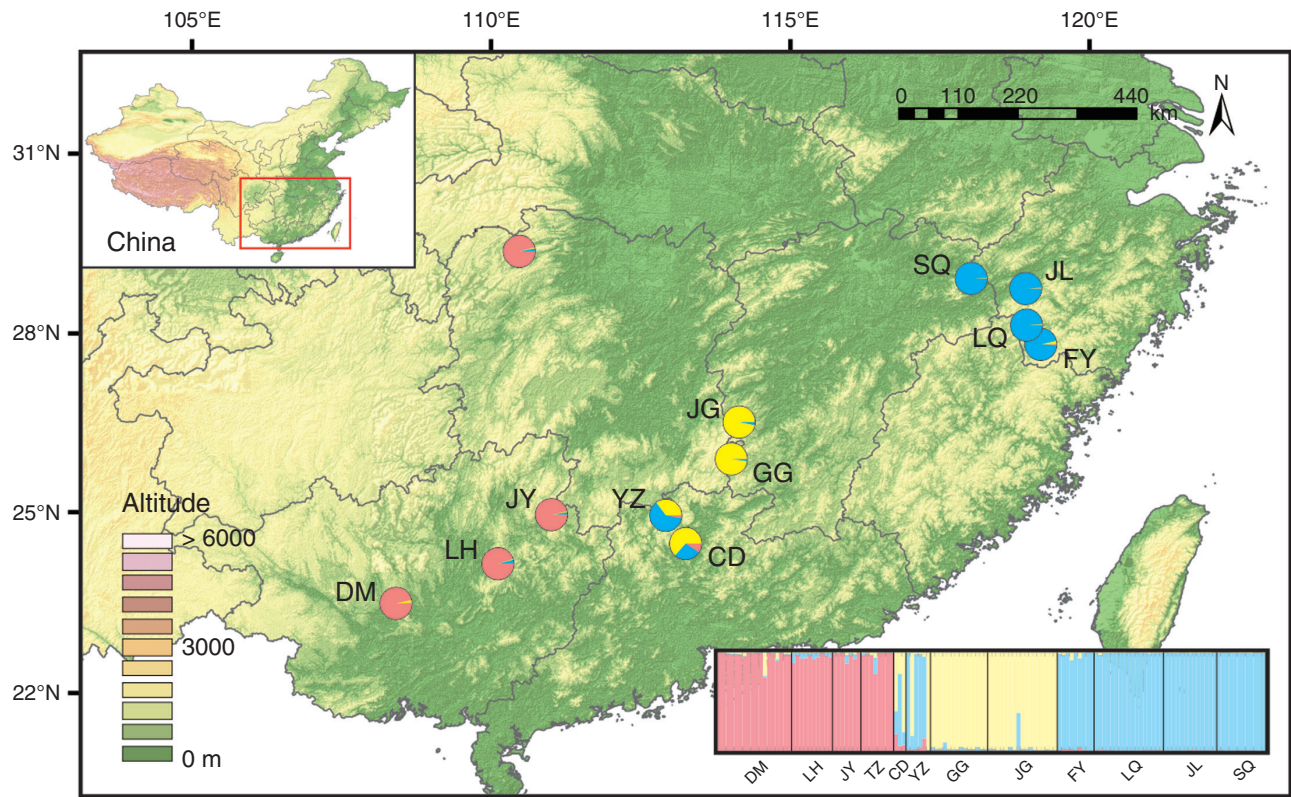 105°E 110°E 115°E 120°E
N
0 110 220 440
km
31°N
China
SQ JL
28°N
LQ FY
JG
GG
JY YZ
25°N
Altitude
> 6000
LH CD
DM
3000
22°N
0 m
DM LH JY TZ CD YZ GG JG FY LQ JL SQ